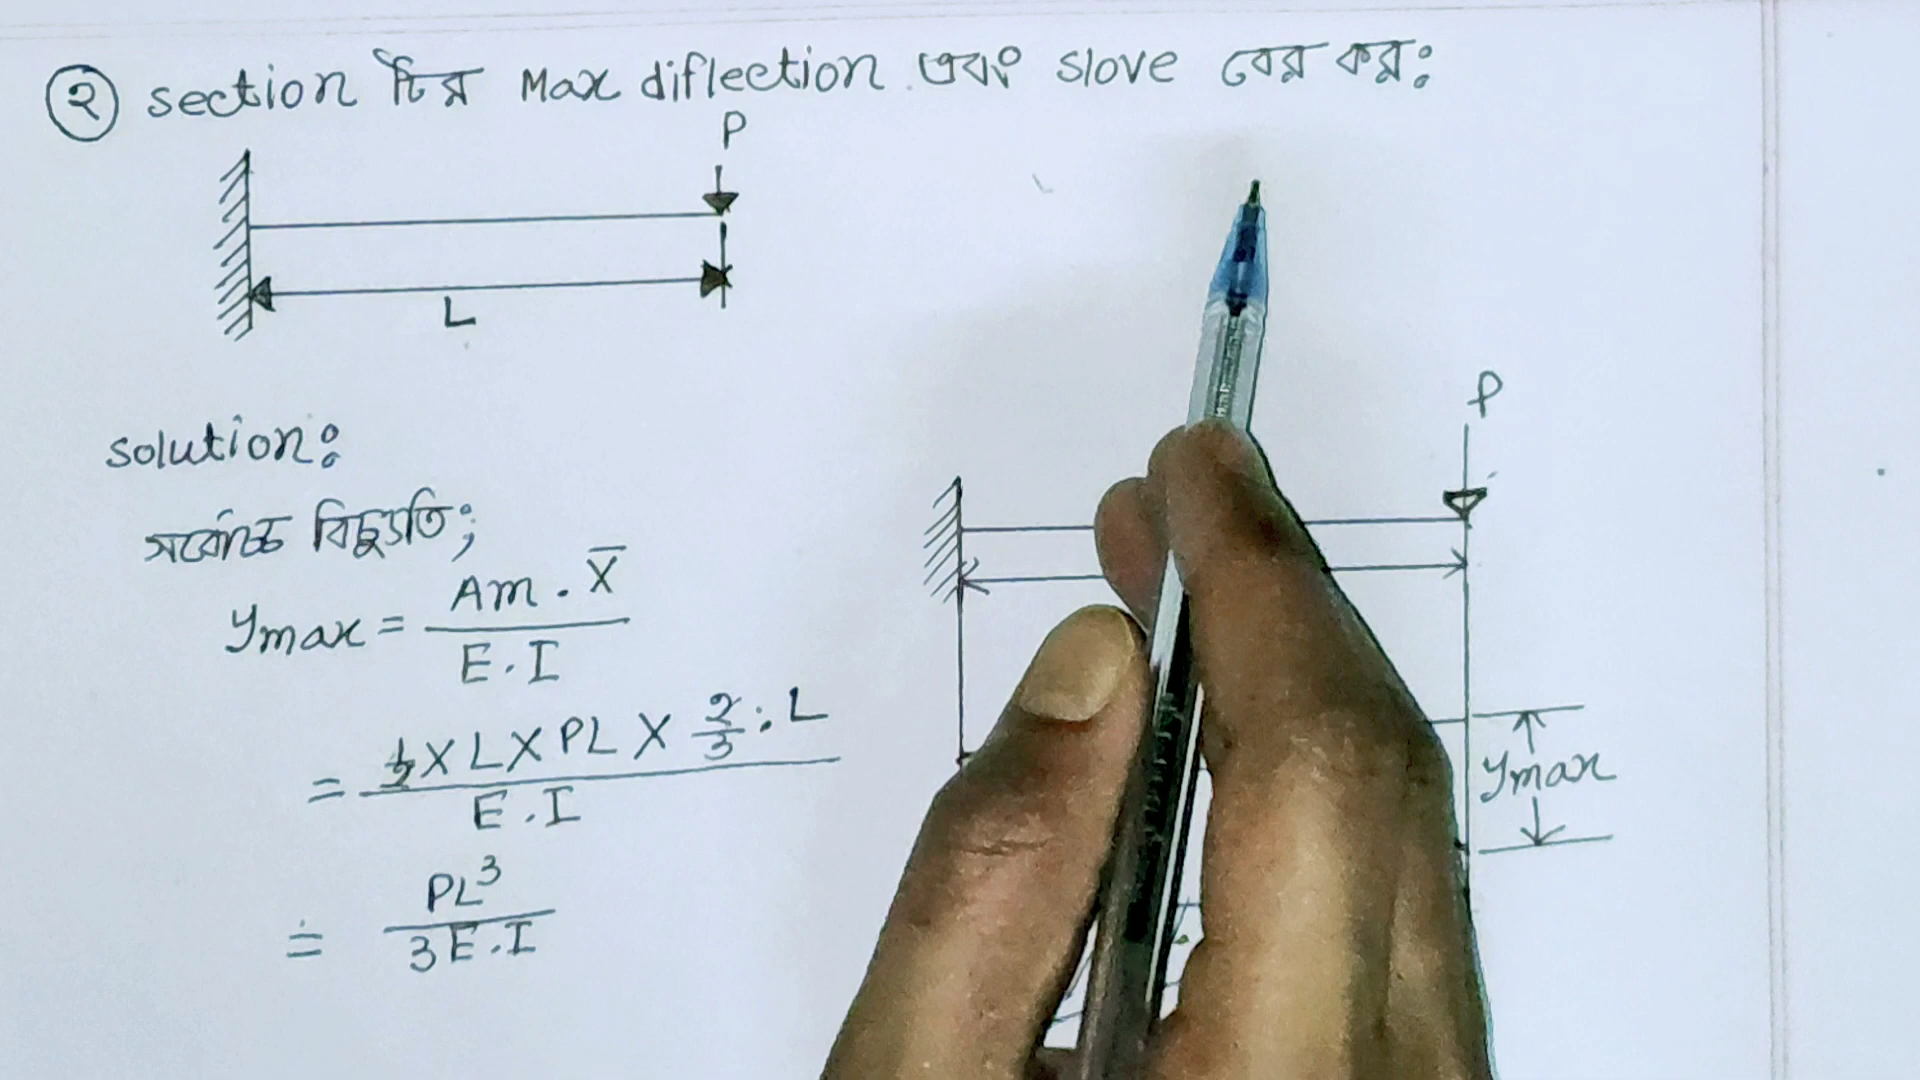 ২ section টির Max diflection এবং slove বের কর:
P
L
solution:
সর্বোচ্চ বিচ্যুতি;
ymax = Am . X̄ / E . I
= ½ X L X PL X 2/3 . L / E . I
= PL³ / 3E . I
P
ymax